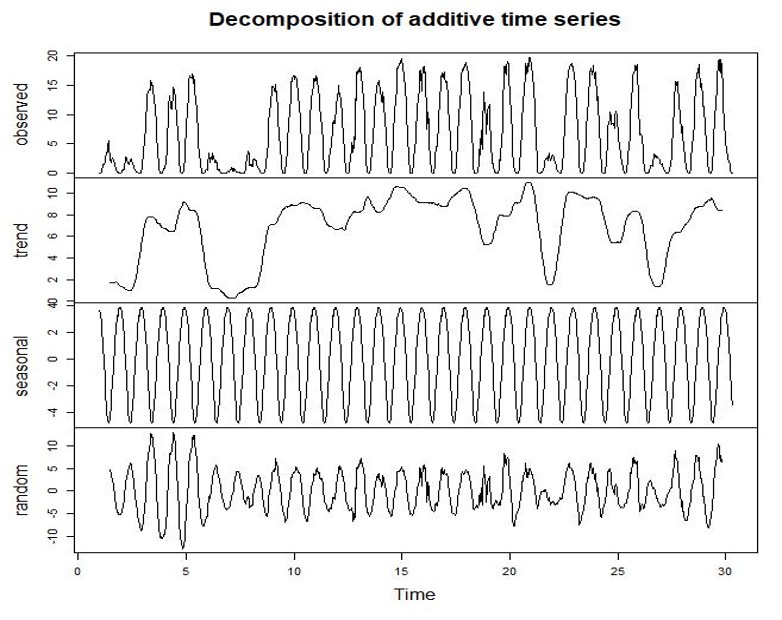 Decomposition of additive time series
observed
0 5 10 15 20
trend
0 2 4 6 8 10
seasonal
-4 -2 0 2 4
random
-10 -5 0 5 10
0 5 10 15 20 25 30
Time